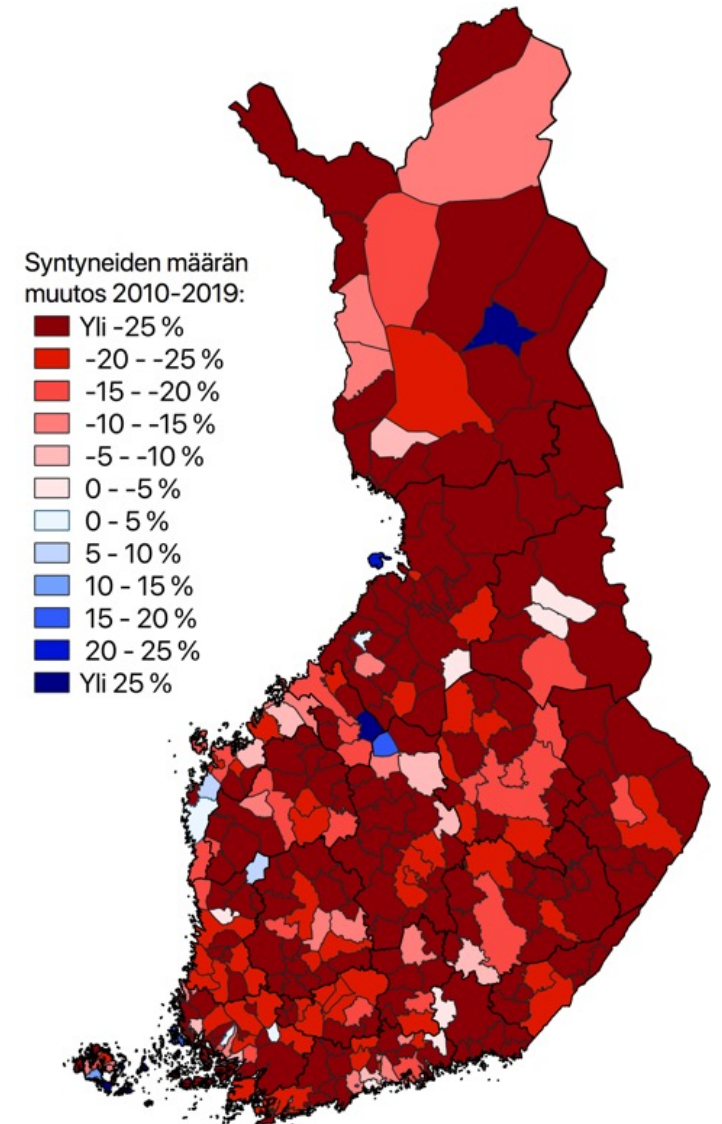 Syntyneiden määrän
muutos 2010-2019:
Yli -25 %
-20 - -25 %
-15 - -20 %
-10 - -15 %
-5 - -10 %
0 - -5 %
0 - 5 %
5 - 10 %
10 - 15 %
15 - 20 %
20 - 25 %
Yli 25 %